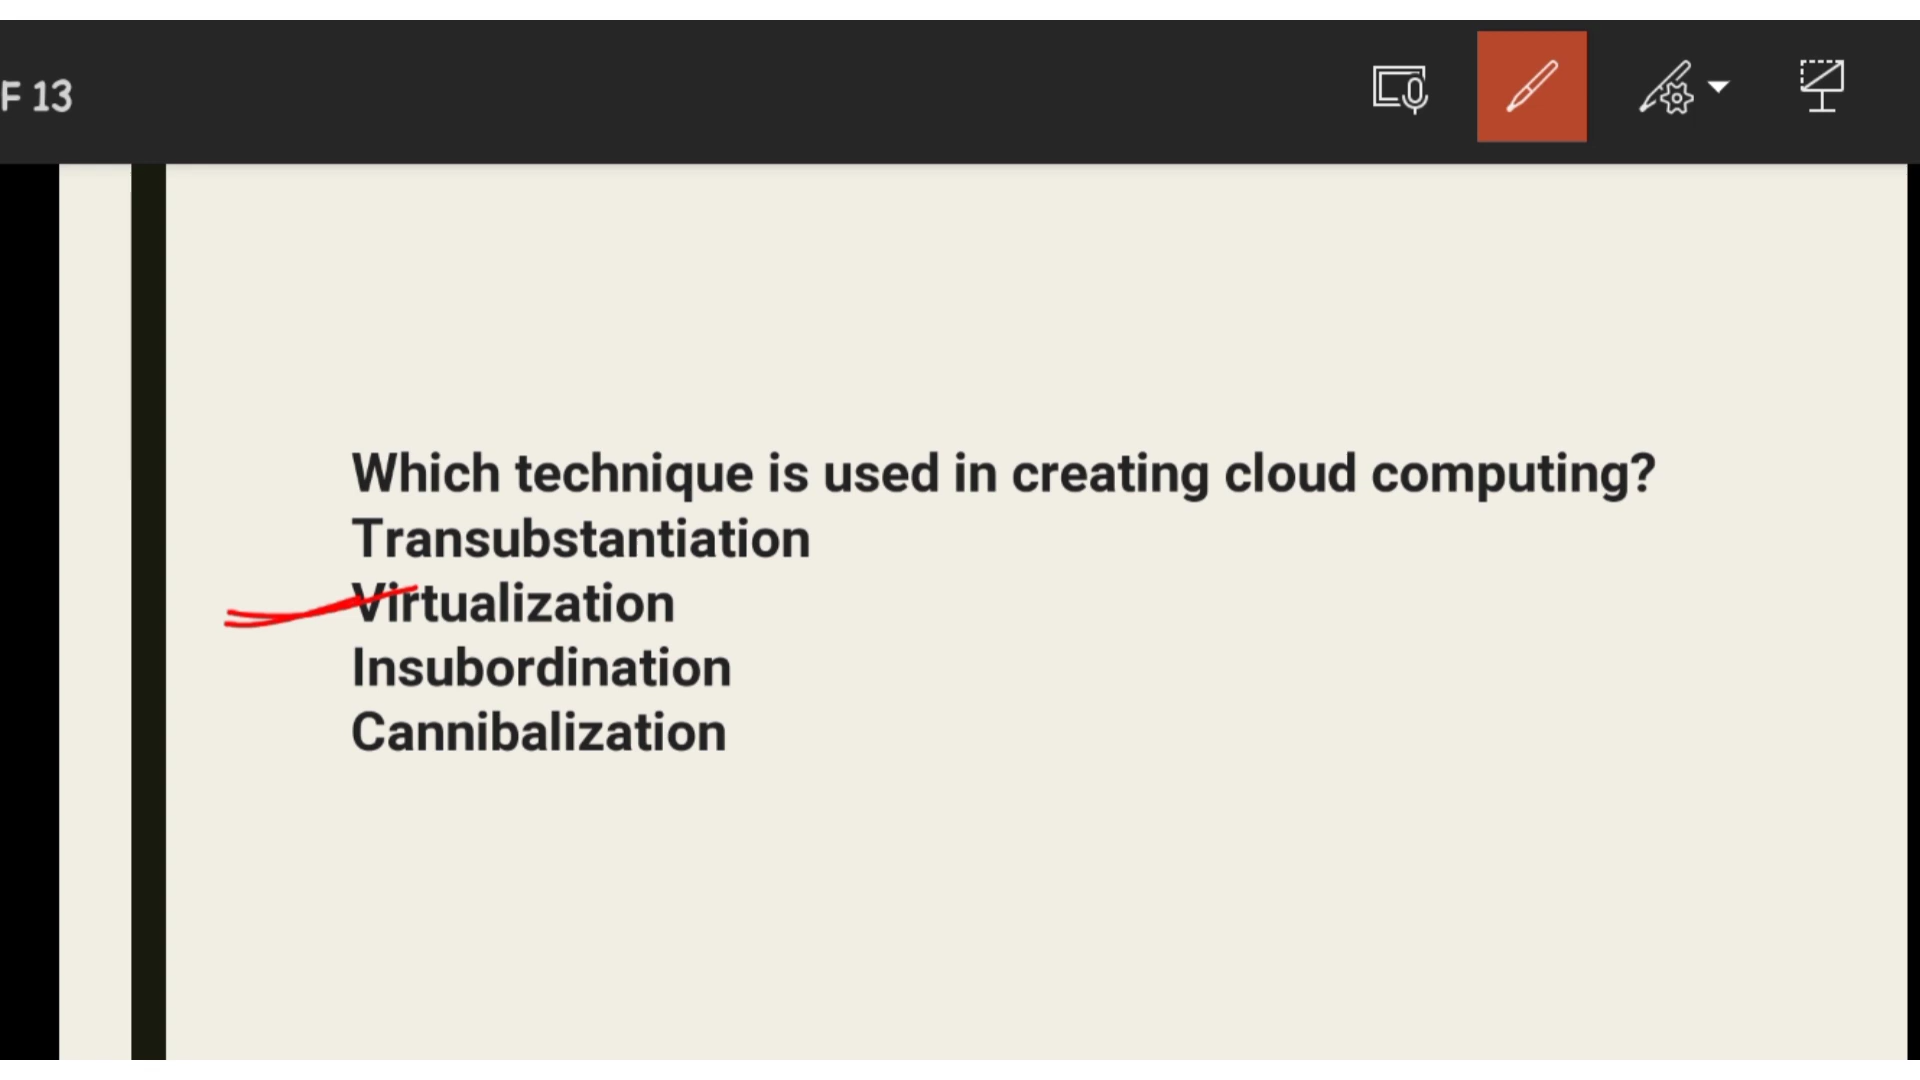 F 13
Which technique is used in creating cloud computing?
Transubstantiation
Virtualization
Insubordination
Cannibalization